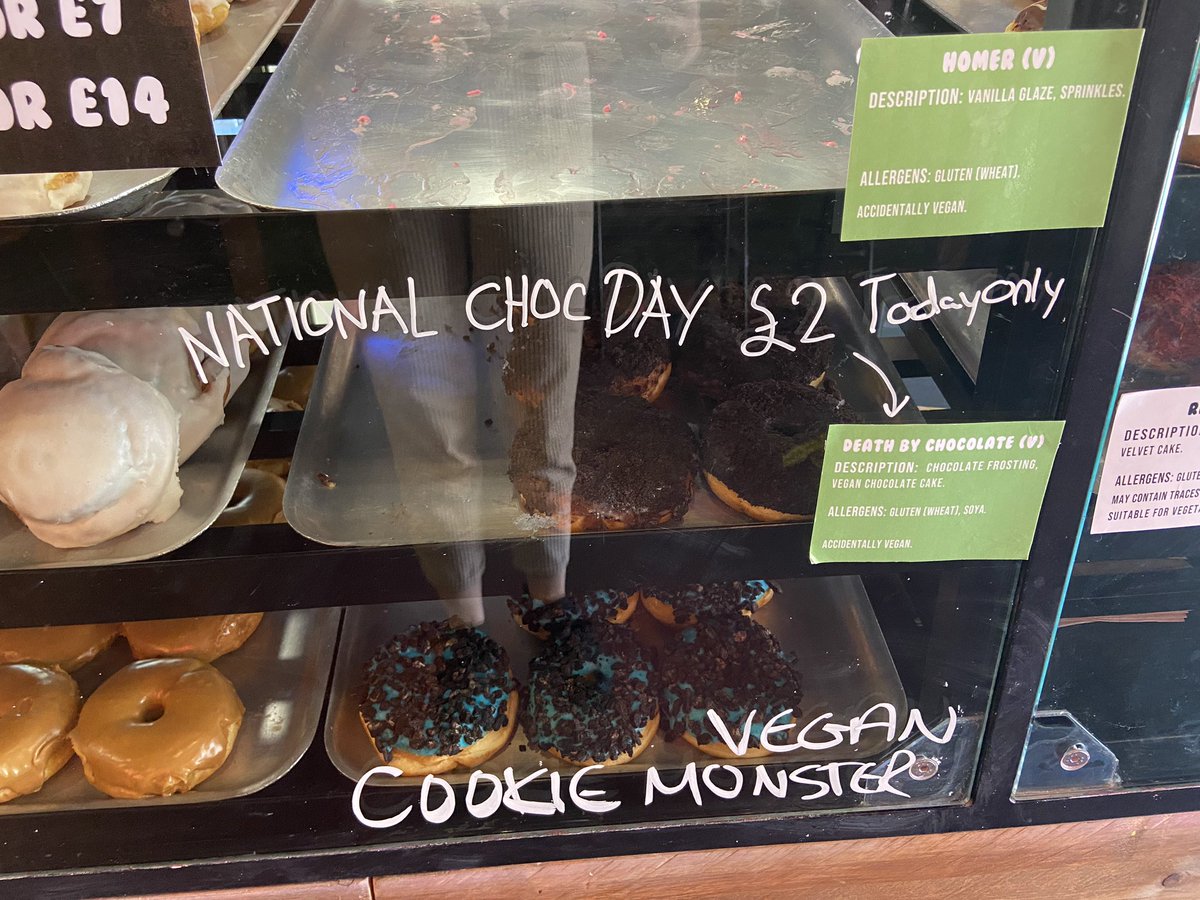 OR £7
OR £14
HOMER (V)
DESCRIPTION: VANILLA GLAZE, SPRINKLES.
ALLERGENS: GLUTEN (WHEAT).
ACCIDENTALLY VEGAN.
NATIONAL CHOC DAY £2 Today only
DEATH BY CHOCOLATE (V)
DESCRIPTION: CHOCOLATE FROSTING,
VEGAN CHOCOLATE CAKE.
ALLERGENS: GLUTEN (WHEAT), SOYA.
ACCIDENTALLY VEGAN.
DESCRIPTION
VELVET CAKE.
ALLERGENS: GLUTE
MAY CONTAIN TRACES
SUITABLE FOR VEGETA
VEGAN
COOKIE MONSTER